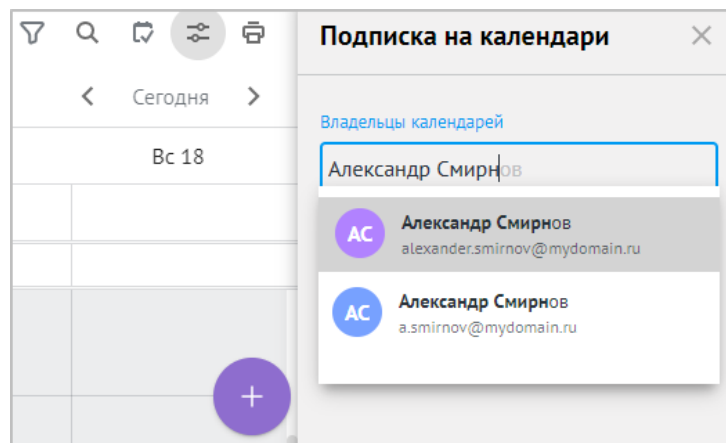 Подписка на календари
Сегодня
Вс 18
Владельцы календарей
Александр Смирнов
АС
Александр Смирнов
alexander.smirnov@mydomain.ru
АС
Александр Смирнов
a.smirnov@mydomain.ru